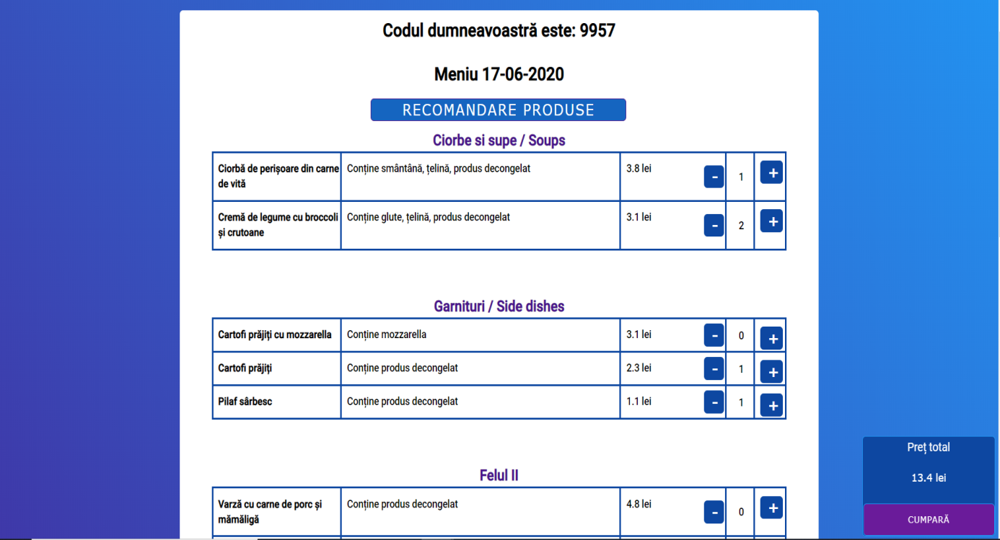 Codul dumneavoastră este: 9957
Meniu 17-06-2020
RECOMANDARE PRODUSE
Ciorbe si supe / Soups
Ciorbă de perișoare din carne de vită Conține smântână, țelină, produs decongelat 3.8 lei - 1 +
Cremă de legume cu broccoli și crutoane Conține glute, țelină, produs decongelat 3.1 lei - 2 +
Garnituri / Side dishes
Cartofi prăjiți cu mozzarella Conține mozzarella 3.1 lei - 0 +
Cartofi prăjiți Conține produs decongelat 2.3 lei - 1 +
Pilaf sârbesc Conține produs decongelat 1.1 lei - 1 +
Felul II
Varză cu carne de porc și mămăligă Conține produs decongelat 4.8 lei - 0 +
Preț total
13.4 lei
CUMPARĂ